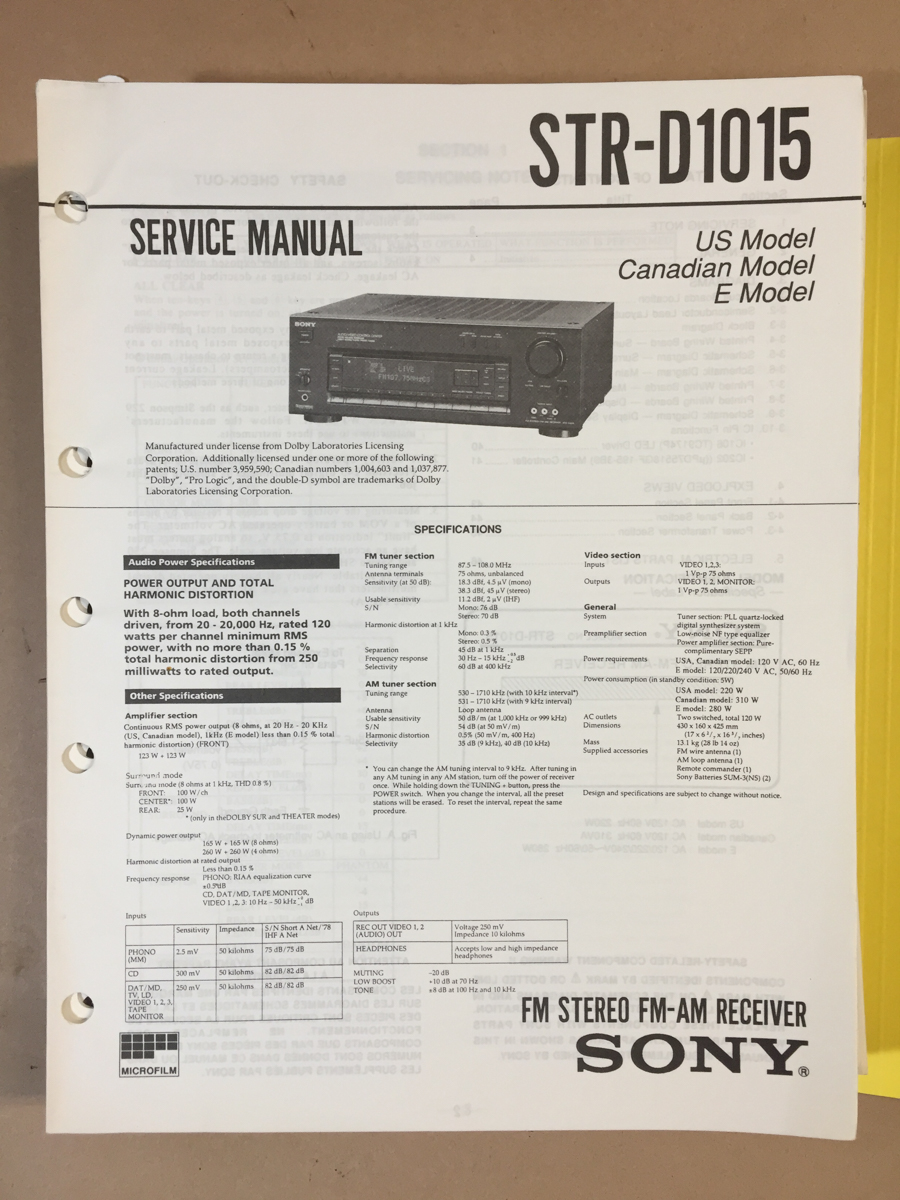 STR-D1015
SERVICE MANUAL
US Model
Canadian Model
E Model
SONY
Manufactured under license from Dolby Laboratories Licensing
Corporation. Additionally licensed under one or more of the following
patents; U.S. number 3,959,590; Canadian numbers 1,004,603 and 1,037,877.
"Dolby", "Pro Logic", and the double-D symbol are trademarks of Dolby
Laboratories Licensing Corporation.
SPECIFICATIONS
Audio Power Specifications
POWER OUTPUT AND TOTAL
HARMONIC DISTORTION
With 8-ohm load, both channels
driven, from 20 - 20,000 Hz, rated 120
watts per channel minimum RMS
power, with no more than 0.15 %
total harmonic distortion from 250
milliwatts to rated output.
Other Specifications
Amplifier section
Continuous RMS power output (8 ohms, at 20 Hz - 20 KHz
(US, Canadian model), 1kHz (E model) less than 0.15 % total
harmonic distortion) (FRONT)
123 W + 123 W
Surround mode
Surround mode (8 ohms at 1 kHz, THD 0.8 %)
FRONT: 100 W/ch
CENTER*: 100 W
REAR: 25 W
* (only in theDOLBY SUR and THEATER modes)
Dynamic power output
165 W + 165 W (8 ohms)
260 W + 260 W (4 ohms)
Harmonic distortion at rated output
Less than 0.15 %
Frequency response PHONO: RIAA equalization curve
±0.5dB
CD, DAT/MD, TAPE MONITOR,
VIDEO 1,2, 3: 10 Hz – 50 kHz dB
Inputs
Sensitivity Impedance S/N Short A Net/'78
IHF A Net
PHONO (MM) 2.5 mV 50 kilohms 75 dB/75 dB
CD 300 mV 50 kilohms 82 dB/82 dB
DAT/MD, 250 mV 50 kilohms 82 dB/82 dB
TV, LD,
VIDEO 1, 2, 3,
TAPE
MONITOR
FM tuner section
Tuning range 87.5 – 108.0 MHz
Antenna terminals 75 ohms, unbalanced
Sensitivity (at 50 dB): 18.3 dBf, 4.5 µV (mono)
38.3 dBf, 45 µV (stereo)
Usable sensitivity 11.2 dBf, 2 µV (IHF)
S/N Mono: 76 dB
Stereo: 70 dB
Harmonic distortion at 1 kHz
Mono: 0.3 %
Stereo: 0.5 %
Separation 45 dB at 1 kHz
Frequency response 30 Hz – 15 kHz dB
Selectivity 60 dB at 400 kHz
AM tuner section
Tuning range 530 – 1710 kHz (with 10 kHz interval*)
531 – 1710 kHz (with 9 kHz interval)
Antenna Loop antenna
Usable sensitivity 50 dB/m (at 1,000 kHz or 999 kHz)
S/N 54 dB (at 50 mV/m)
Harmonic distortion 0.5% (50 mV/m, 400 Hz)
Selectivity 35 dB (9 kHz), 40 dB (10 kHz)
* You can change the AM tuning interval to 9 kHz. After tuning in
any AM tuning in any AM station, turn off the power of receiver
once. While holding down the TUNING + button, press the
POWER switch. When you change the interval, all the preset
stations will be erased. To reset the interval, repeat the same
procedure.
Outputs
REC OUT VIDEO 1, 2 Voltage 250 mV
(AUDIO) OUT Impedance 10 kilohms
HEADPHONES Accepts low and high impedance
headphones
MUTING –20 dB
LOW BOOST +10 dB at 70 Hz
TONE ±8 dB at 100 Hz and 10 kHz
Video section
Inputs VIDEO 1,2,3:
1 Vp-p 75 ohms
Outputs VIDEO 1, 2, MONITOR:
1 Vp-p 75 ohms
General
System Tuner section: PLL quartz-locked
digital synthesizer system
Preamplifier section Low-noise NF type equalizer
Power amplifier section: Pure-
complimentary SEPP
Power requirements USA, Canadian model: 120 V AC, 60 Hz
E model: 120/220/240 V AC, 50/60 Hz
Power consumption (in standby condition: 5W)
USA model: 220 W
Canadian model: 310 W
E model: 280 W
AC outlets Two switched, total 120 W
Dimensions 430 x 160 x 425 mm
Mass 13.1 kg (28 lb 14 oz)
Supplied accessories FM wire antenna (1)
AM loop antenna (1)
Remote commander (1)
Sony Batteries SUM-3(NS) (2)
Design and specifications are subject to change without notice.
MICROFILM
FM STEREO FM-AM RECEIVER
SONY®